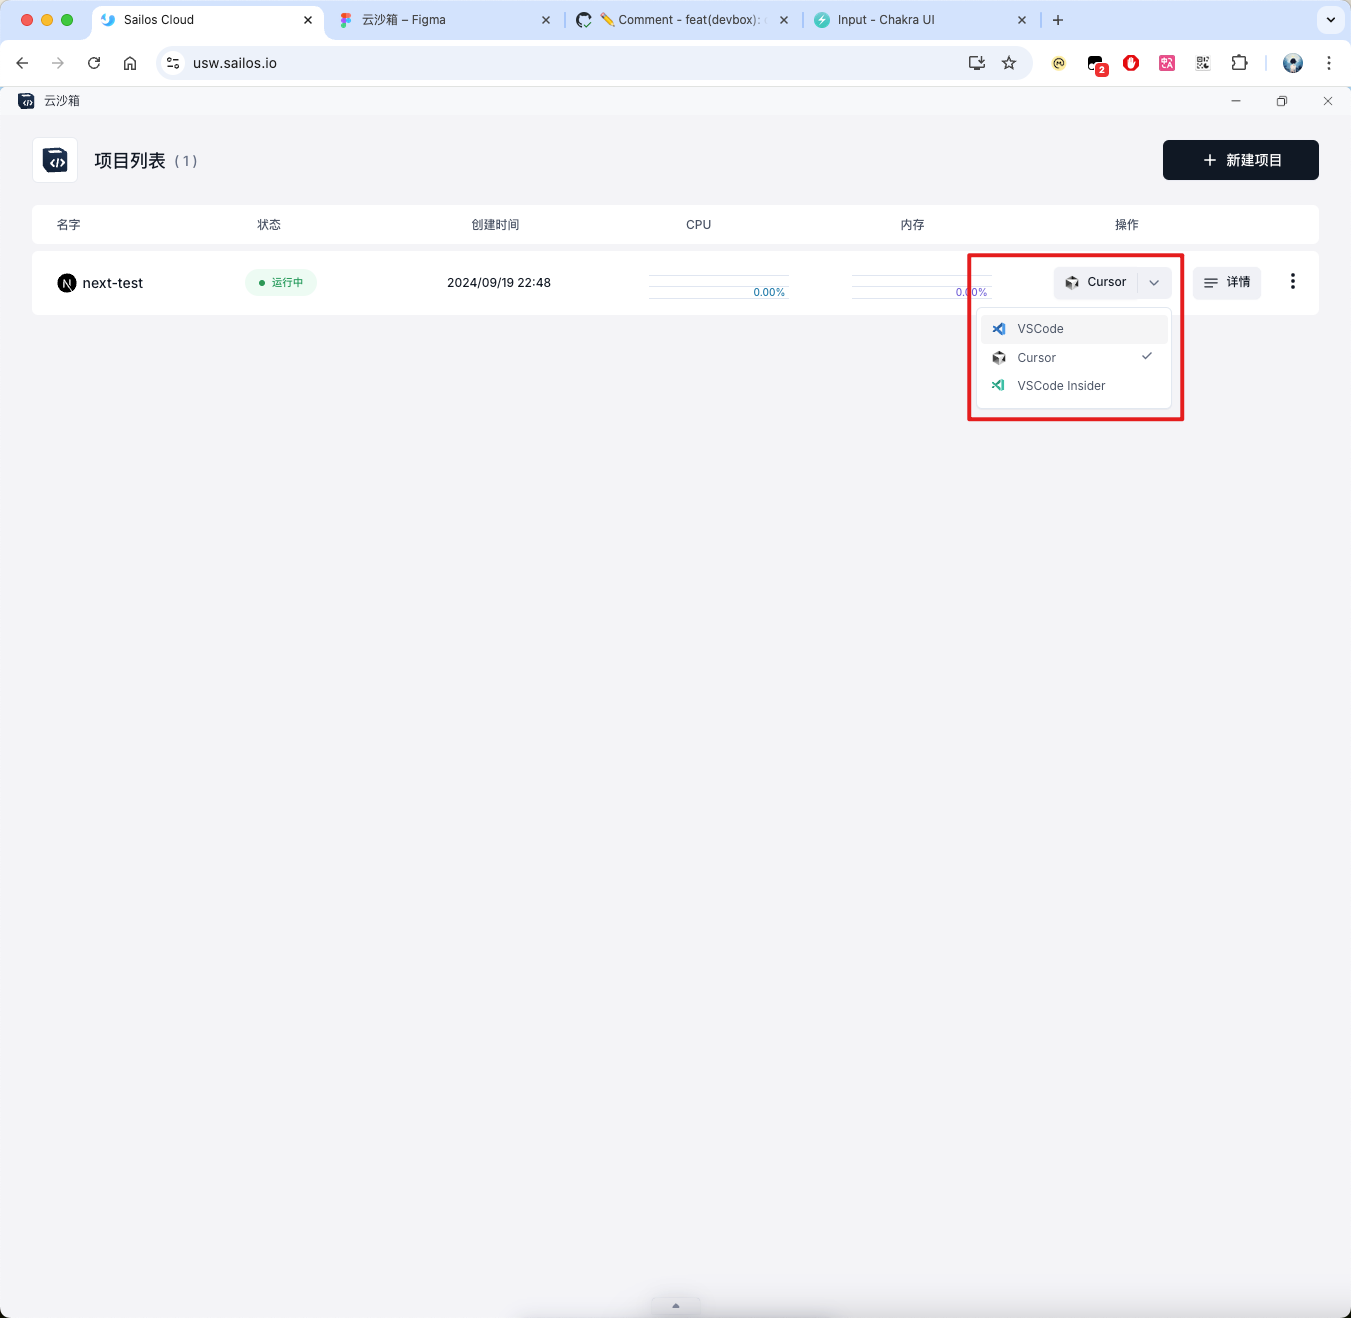 Sailos Cloud
云沙箱 – Figma
Comment - feat(devbox):
Input - Chakra UI
usw.sailos.io
2
云沙箱
项目列表 ( 1 )
新建项目
名字 状态 创建时间 CPU 内存 操作
next-test 运行中 2024/09/19 22:48 0.00% 0.00% Cursor 详情
VSCode
Cursor
VSCode Insider